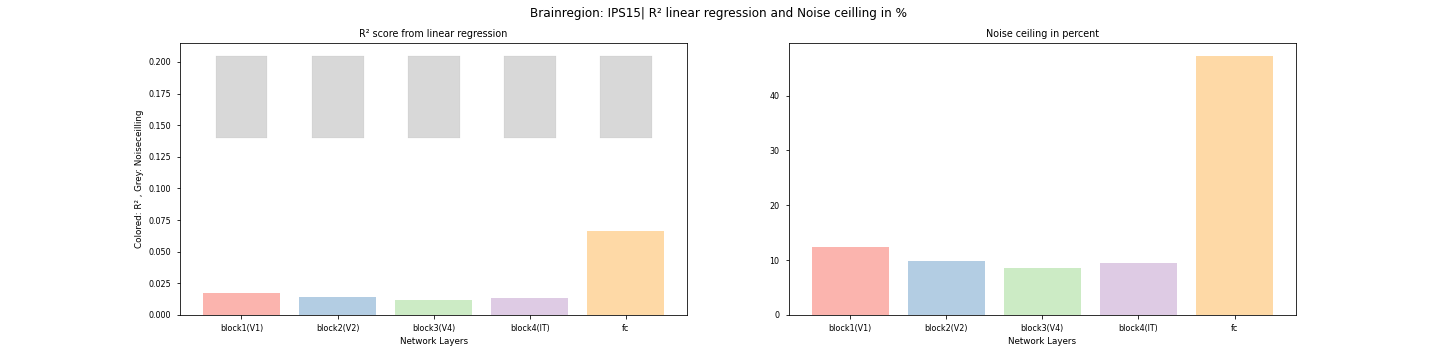 Brainregion: IPS15| R² linear regression and Noise ceilling in %
R² score from linear regression
Colored: R² , Grey: Noiseceilling
0.200
0.175
0.150
0.125
0.100
0.075
0.050
0.025
0.000
block1(V1) block2(V2) block3(V4) block4(IT) fc
Network Layers
Noise ceiling in percent
40
30
20
10
0
block1(V1) block2(V2) block3(V4) block4(IT) fc
Network Layers